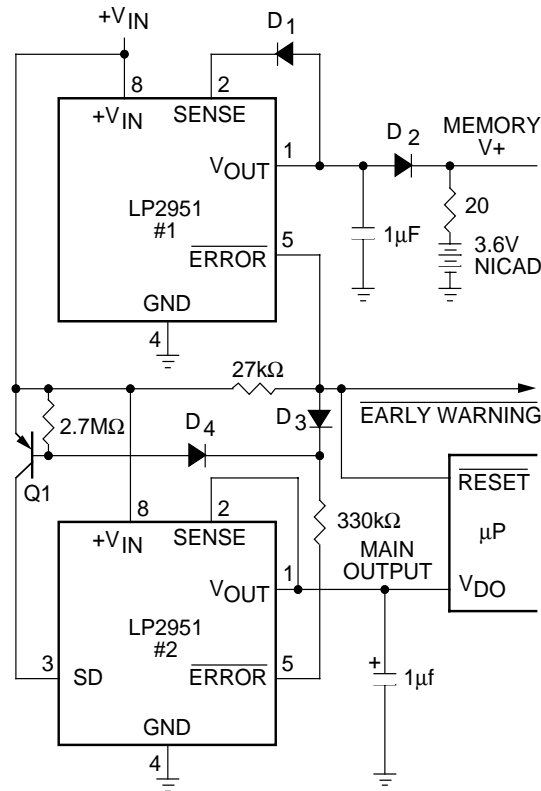 +VIN
D1
8
2
+VIN
SENSE
D2
MEMORY
V+
VOUT
1
LP2951
#1
20
1µF
5
ERROR
3.6V
NICAD
GND
4
27kΩ
EARLY WARNING
2.7MΩ
D4
D3
RESET
Q1
8
2
330kΩ
+VIN
SENSE
µP
MAIN
OUTPUT
VOUT
1
VDO
LP2951
#2
3
SD
ERROR
5
+
1µf
GND
4